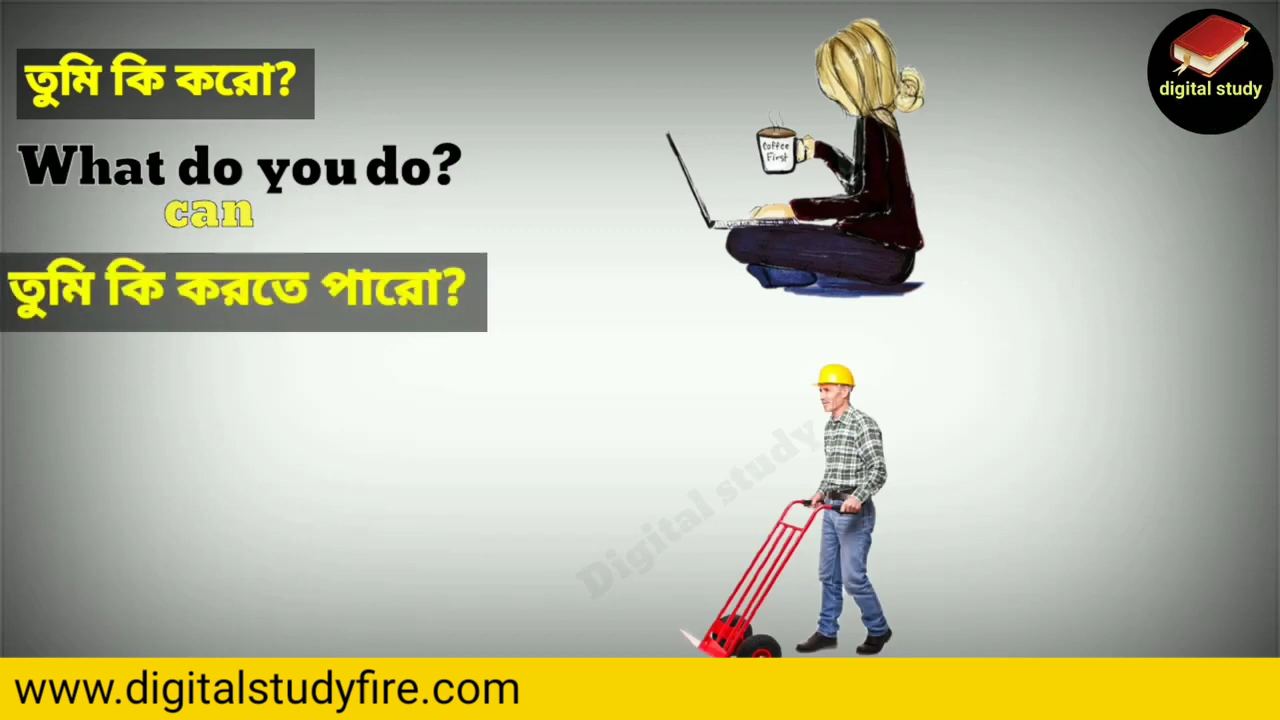 তুমি কি করো?
What do you do?
can
তুমি কি করতে পারো?
Coffee
First
digital study
Digital study
www.digitalstudyfire.com